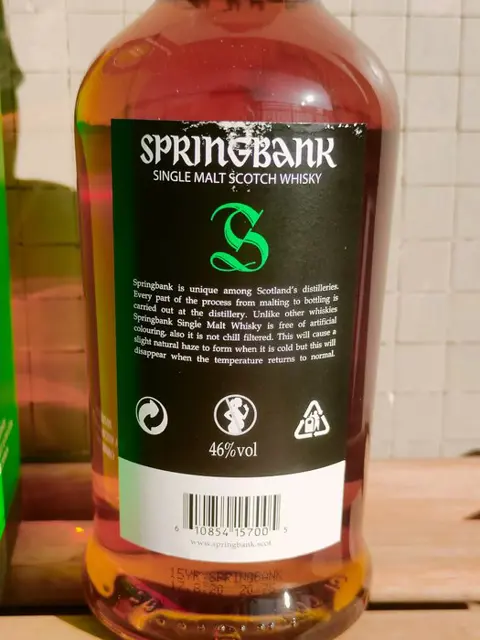 SPRINGBANK
SINGLE MALT SCOTCH WHISKY
S
Springbank is unique among Scotland's distilleries.
Every part of the process from malting to bottling is
carried out at the distillery. Unlike other whiskies
Springbank Single Malt Whisky is free of artificial
colouring, also it is not chill filtered. This will cause a
slight natural haze to form when it is cold but this will
disappear when the temperature returns to normal.
46%vol
6 10854 15700 5
www.springbank.scot
15YR SPRINGBANK